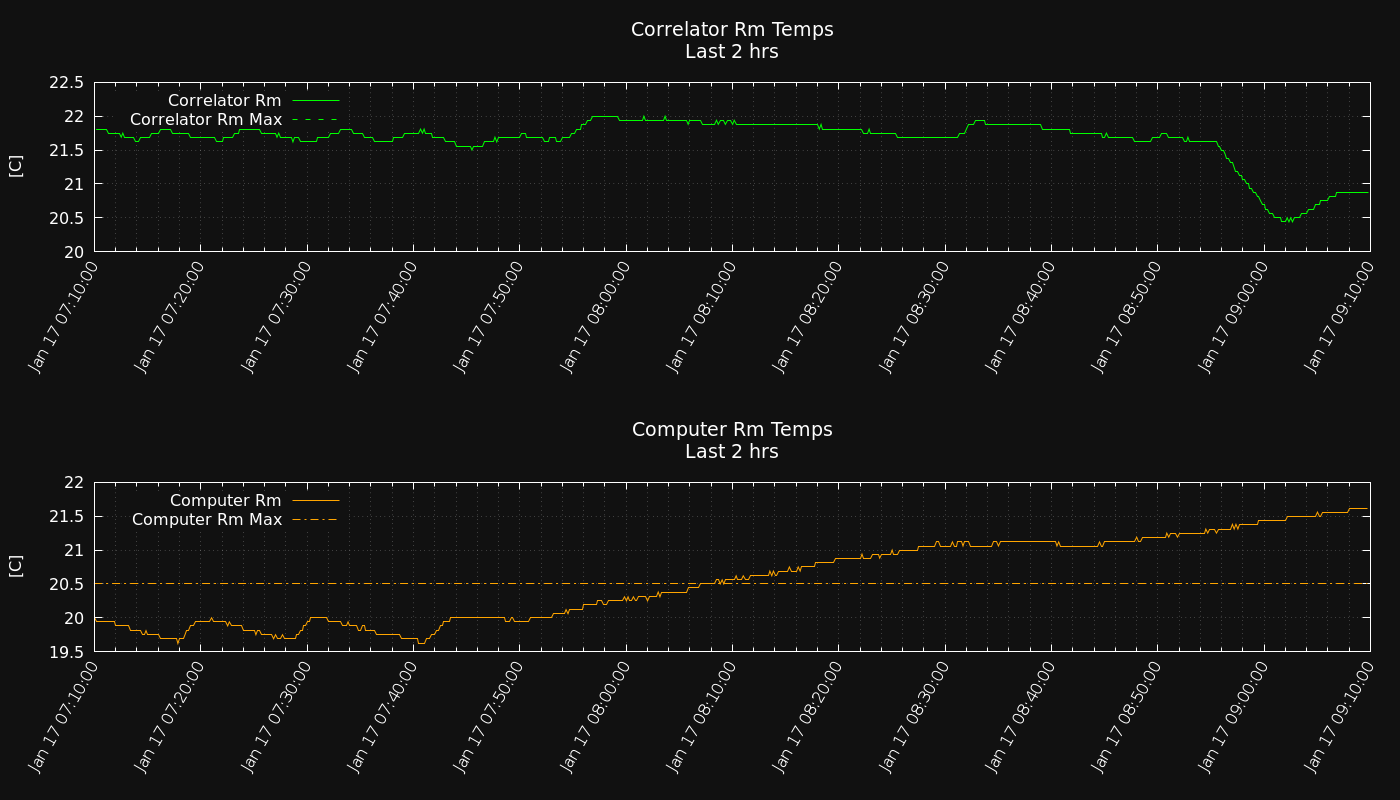 Correlator Rm Temps
Last 2 hrs
22.5
22
21.5
21
20.5
20
[C]
Correlator Rm
Correlator Rm Max
Jan 17 07:10:00
Jan 17 07:20:00
Jan 17 07:30:00
Jan 17 07:40:00
Jan 17 07:50:00
Jan 17 08:00:00
Jan 17 08:10:00
Jan 17 08:20:00
Jan 17 08:30:00
Jan 17 08:40:00
Jan 17 08:50:00
Jan 17 09:00:00
Jan 17 09:10:00
Computer Rm Temps
Last 2 hrs
22
21.5
21
20.5
20
19.5
[C]
Computer Rm
Computer Rm Max
Jan 17 07:10:00
Jan 17 07:20:00
Jan 17 07:30:00
Jan 17 07:40:00
Jan 17 07:50:00
Jan 17 08:00:00
Jan 17 08:10:00
Jan 17 08:20:00
Jan 17 08:30:00
Jan 17 08:40:00
Jan 17 08:50:00
Jan 17 09:00:00
Jan 17 09:10:00